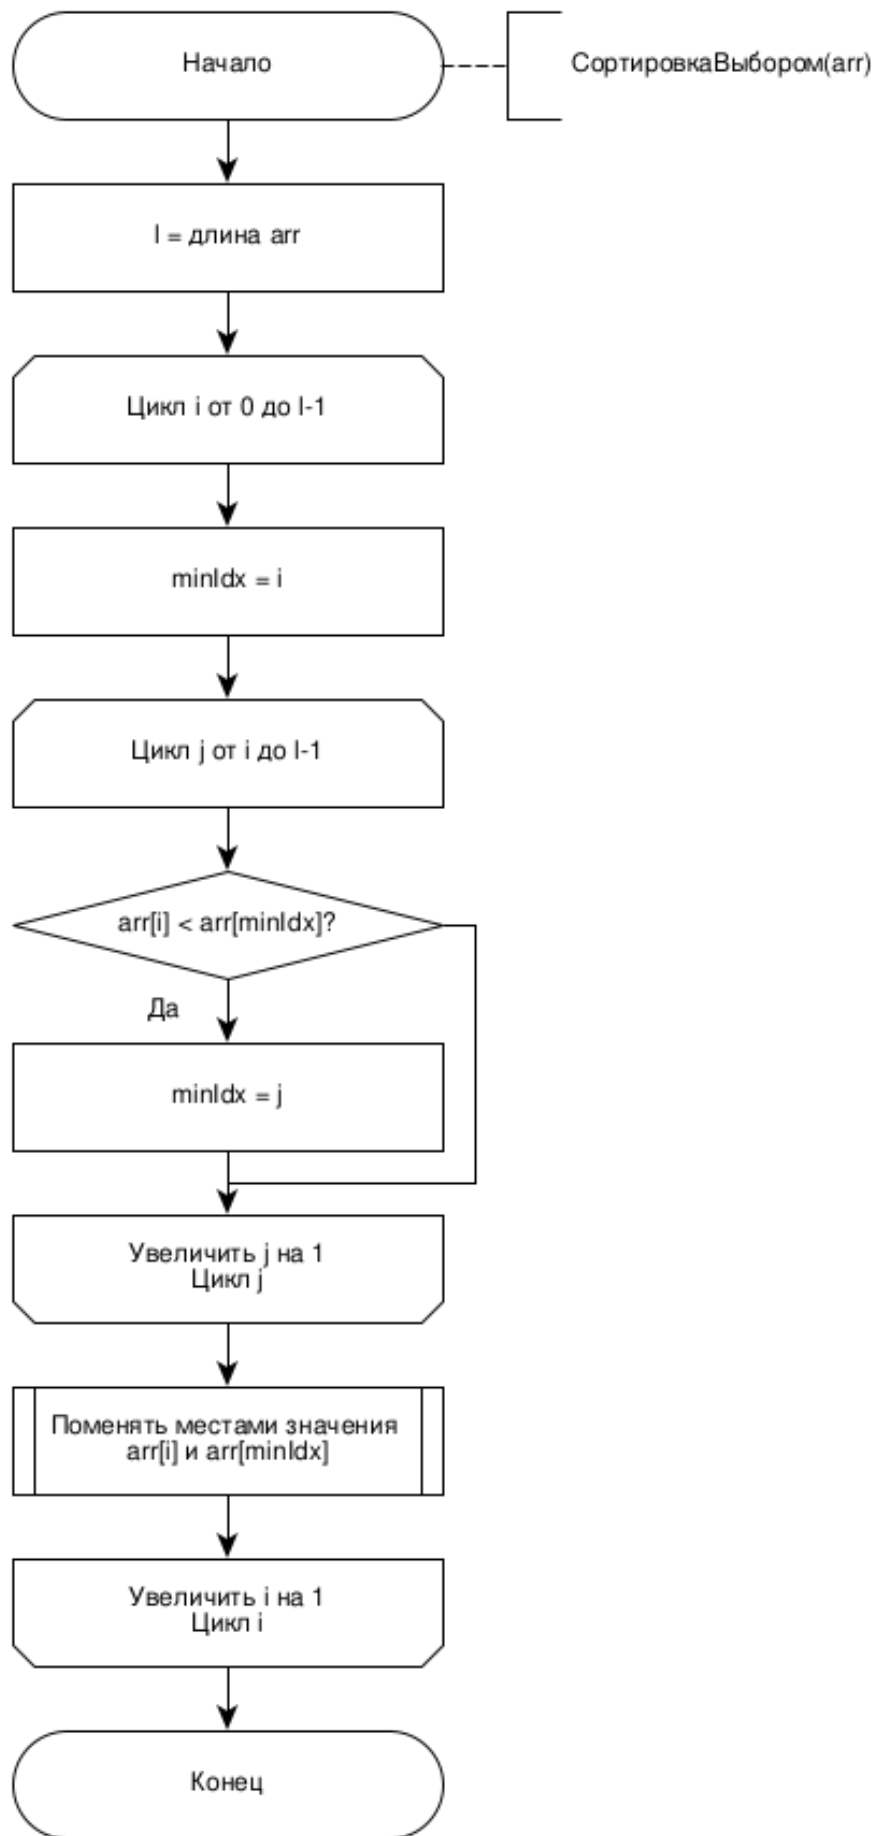 Начало
СортировкаВыбором(arr)
l = длина arr
Цикл i от 0 до l-1
minIdx = i
Цикл j от i до l-1
arr[i] < arr[minIdx]?
Да
minIdx = j
Увеличить j на 1
Цикл j
Поменять местами значения
arr[i] и arr[minIdx]
Увеличить i на 1
Цикл i
Конец